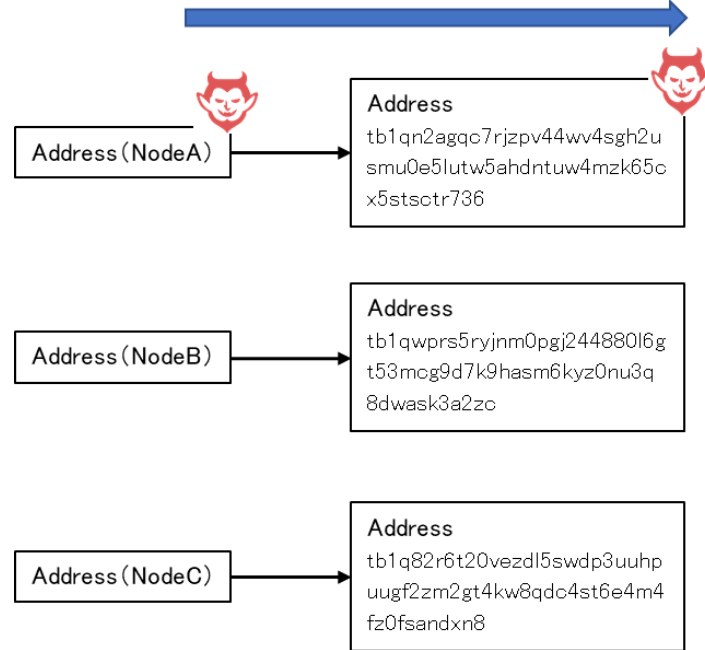 Address(NodeA)
Address
tb1qn2agqc7rjzpv44wv4sgh2u
smu0e5lutw5ahdntuw4mzk65c
x5stsctr736
Address(NodeB)
Address
tb1qwprs5ryjnm0pgj244880l6g
t53mcg9d7k9hasm6kyz0nu3q
8dwask3a2zc
Address(NodeC)
Address
tb1q82r6t20vezdl5swdp3uuhp
uugf2zm2gt4kw8qdc4st6e4m4
fz0fsandxn8